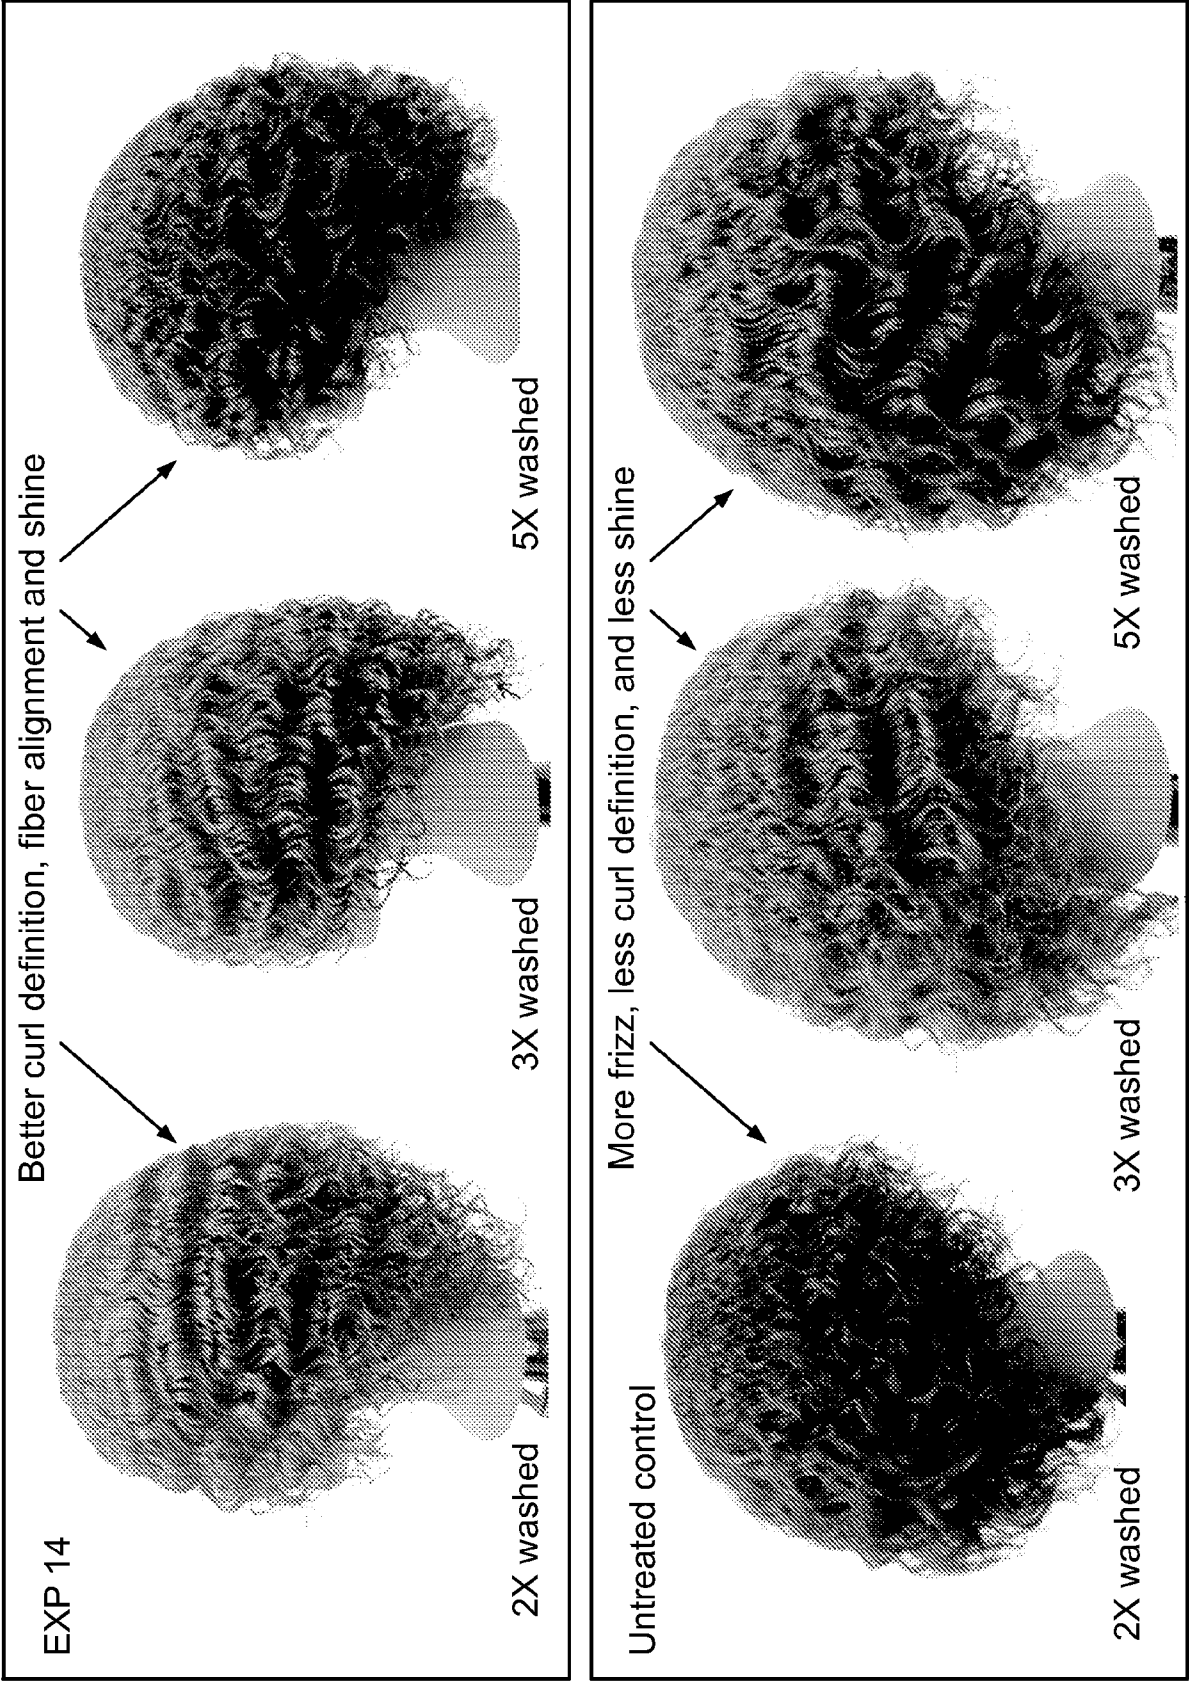 EXP 14
Better curl definition, fiber alignment and shine
2X washed
3X washed
5X washed
Untreated control
More frizz, less curl definition, and less shine
2X washed
3X washed
5X washed